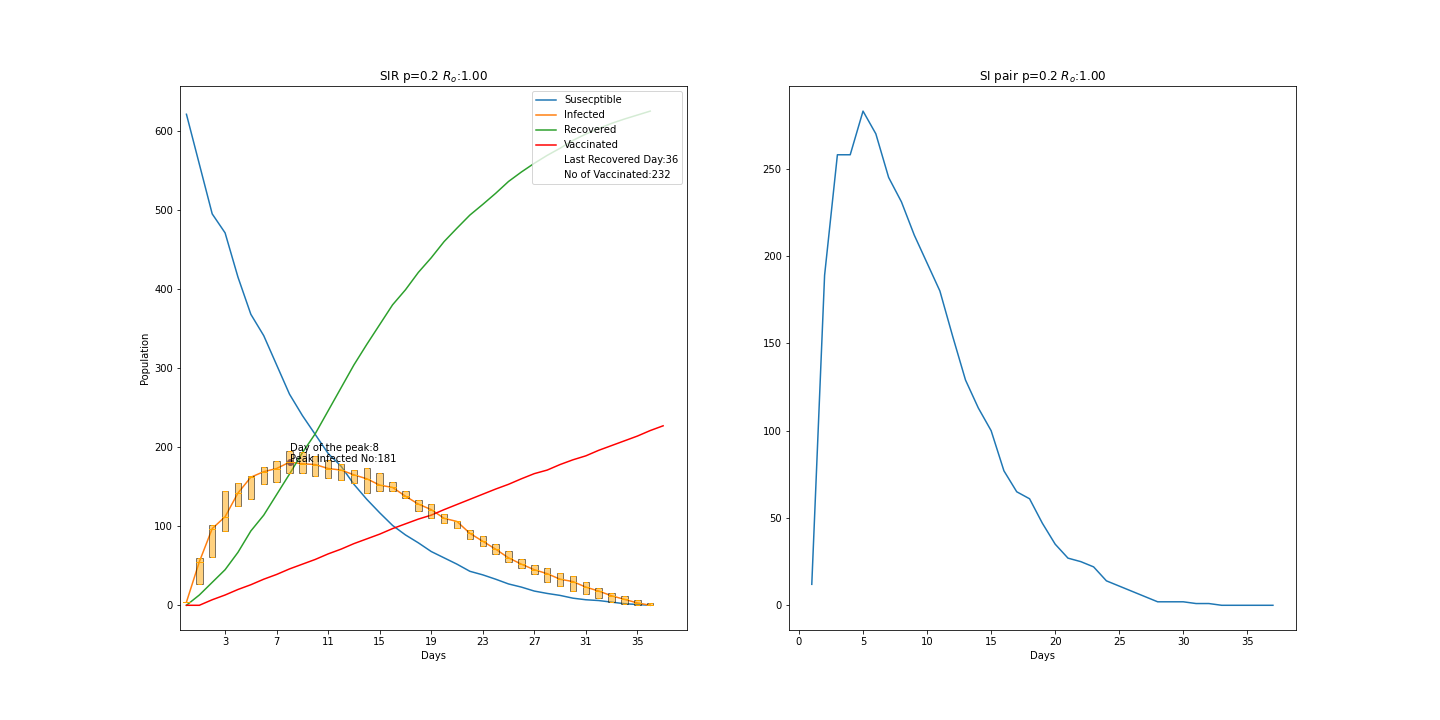 SIR p=0.2 Rₒ:1.00
Susecptible
Infected
Recovered
Vaccinated
Last Recovered Day:36
No of Vaccinated:232
600
500
400
300
200
100
0
Population
Day of the peak:8
Peak Infected No:181
3 7 11 15 19 23 27 31 35
Days
SI pair p=0.2 Rₒ:1.00
250
200
150
100
50
0
0 5 10 15 20 25 30 35
Days